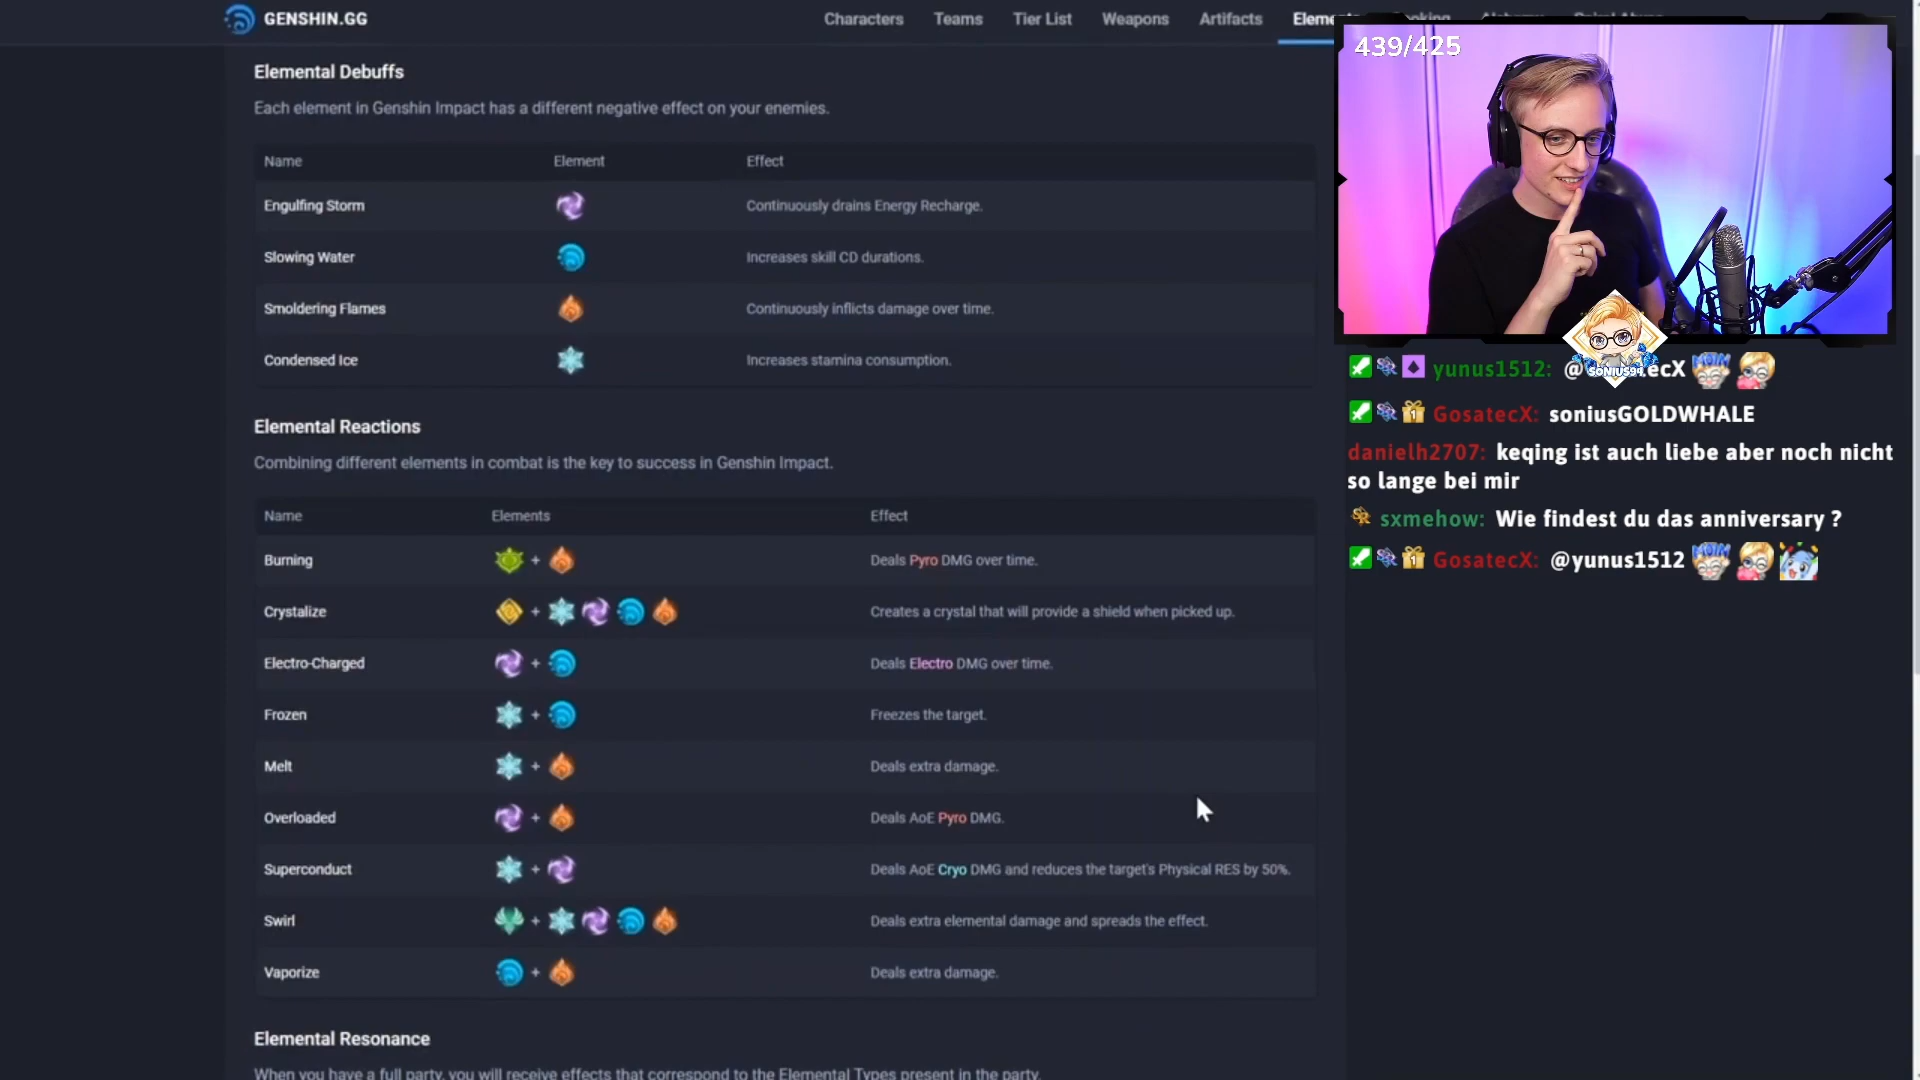 GENSHIN.GG
Characters Teams Tier List Weapons Artifacts
439/425
Elemental Debuffs
Each element in Genshin Impact has a different negative effect on your enemies.
Name Element Effect
Engulfing Storm Continuously drains Energy Recharge.
Slowing Water Increases skill CD durations.
Smoldering Flames Continuously inflicts damage over time.
Condensed Ice Increases stamina consumption.
Elemental Reactions
Combining different elements in combat is the key to success in Genshin Impact.
Name Elements Effect
Burning + Deals Pyro DMG over time.
Crystalize + Creates a crystal that will provide a shield when picked up.
Electro-Charged + Deals Electro DMG over time.
Frozen + Freezes the target.
Melt + Deals extra damage.
Overloaded + Deals AoE Pyro DMG.
Superconduct + Deals AoE Cryo DMG and reduces the target's Physical RES by 50%.
Swirl + Deals extra elemental damage and spreads the effect.
Vaporize + Deals extra damage.
Elemental Resonance
When you have a full party, you will receive effects that correspond to the Elemental Types present in the party.
SONIUS94
yunus1512:
GosatecX: soniusGOLDWHALE
danielh2707: keqing ist auch liebe aber noch nicht
so lange bei mir
sxmehow: Wie findest du das anniversary ?
GosatecX: @yunus1512